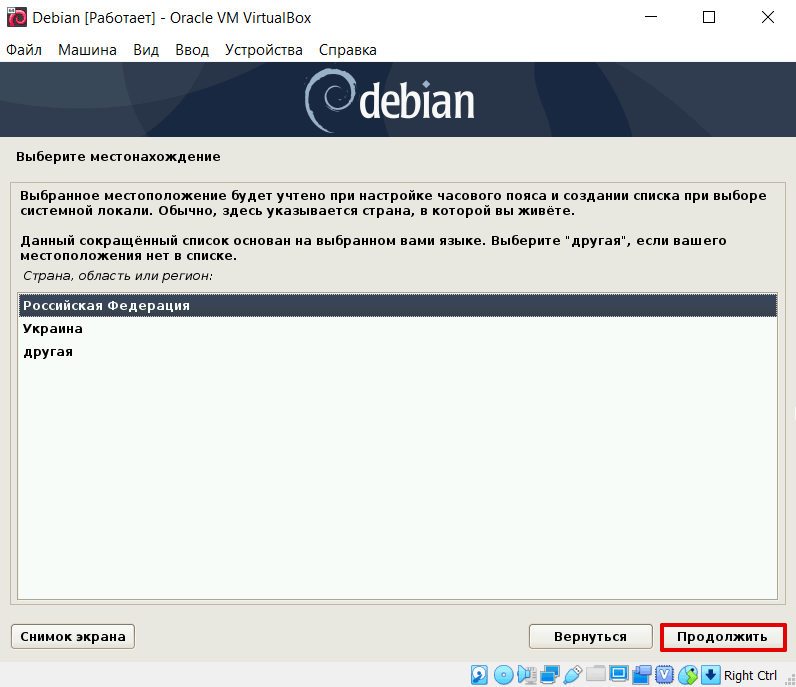 Debian [Работает] - Oracle VM VirtualBox
Файл Машина Вид Ввод Устройства Справка
debian
Выберите местонахождение
Выбранное местоположение будет учтено при настройке часового пояса и создании списка при выборе
системной локали. Обычно, здесь указывается страна, в которой вы живёте.
Данный сокращённый список основан на выбранном вами языке. Выберите "другая", если вашего
местоположения нет в списке.
Страна, область или регион:
Российская Федерация
Украина
другая
Снимок экрана Вернуться Продолжить
Right Ctrl